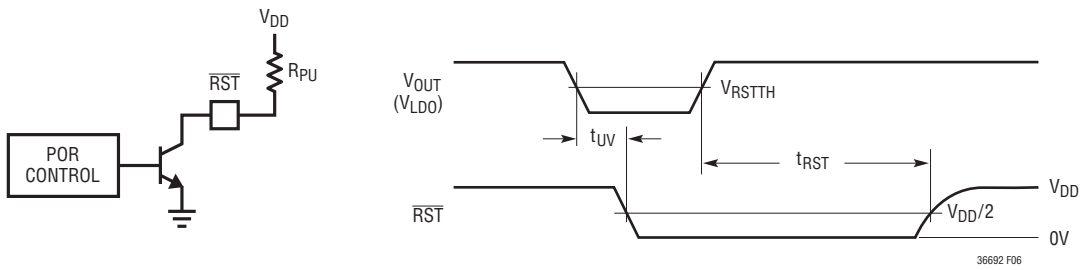 VDD
RPU
RST
POR
CONTROL
VOUT
(VLDO)
VRSTTH
tUV
tRST
RST
VDD
VDD/2
0V
36692 F06